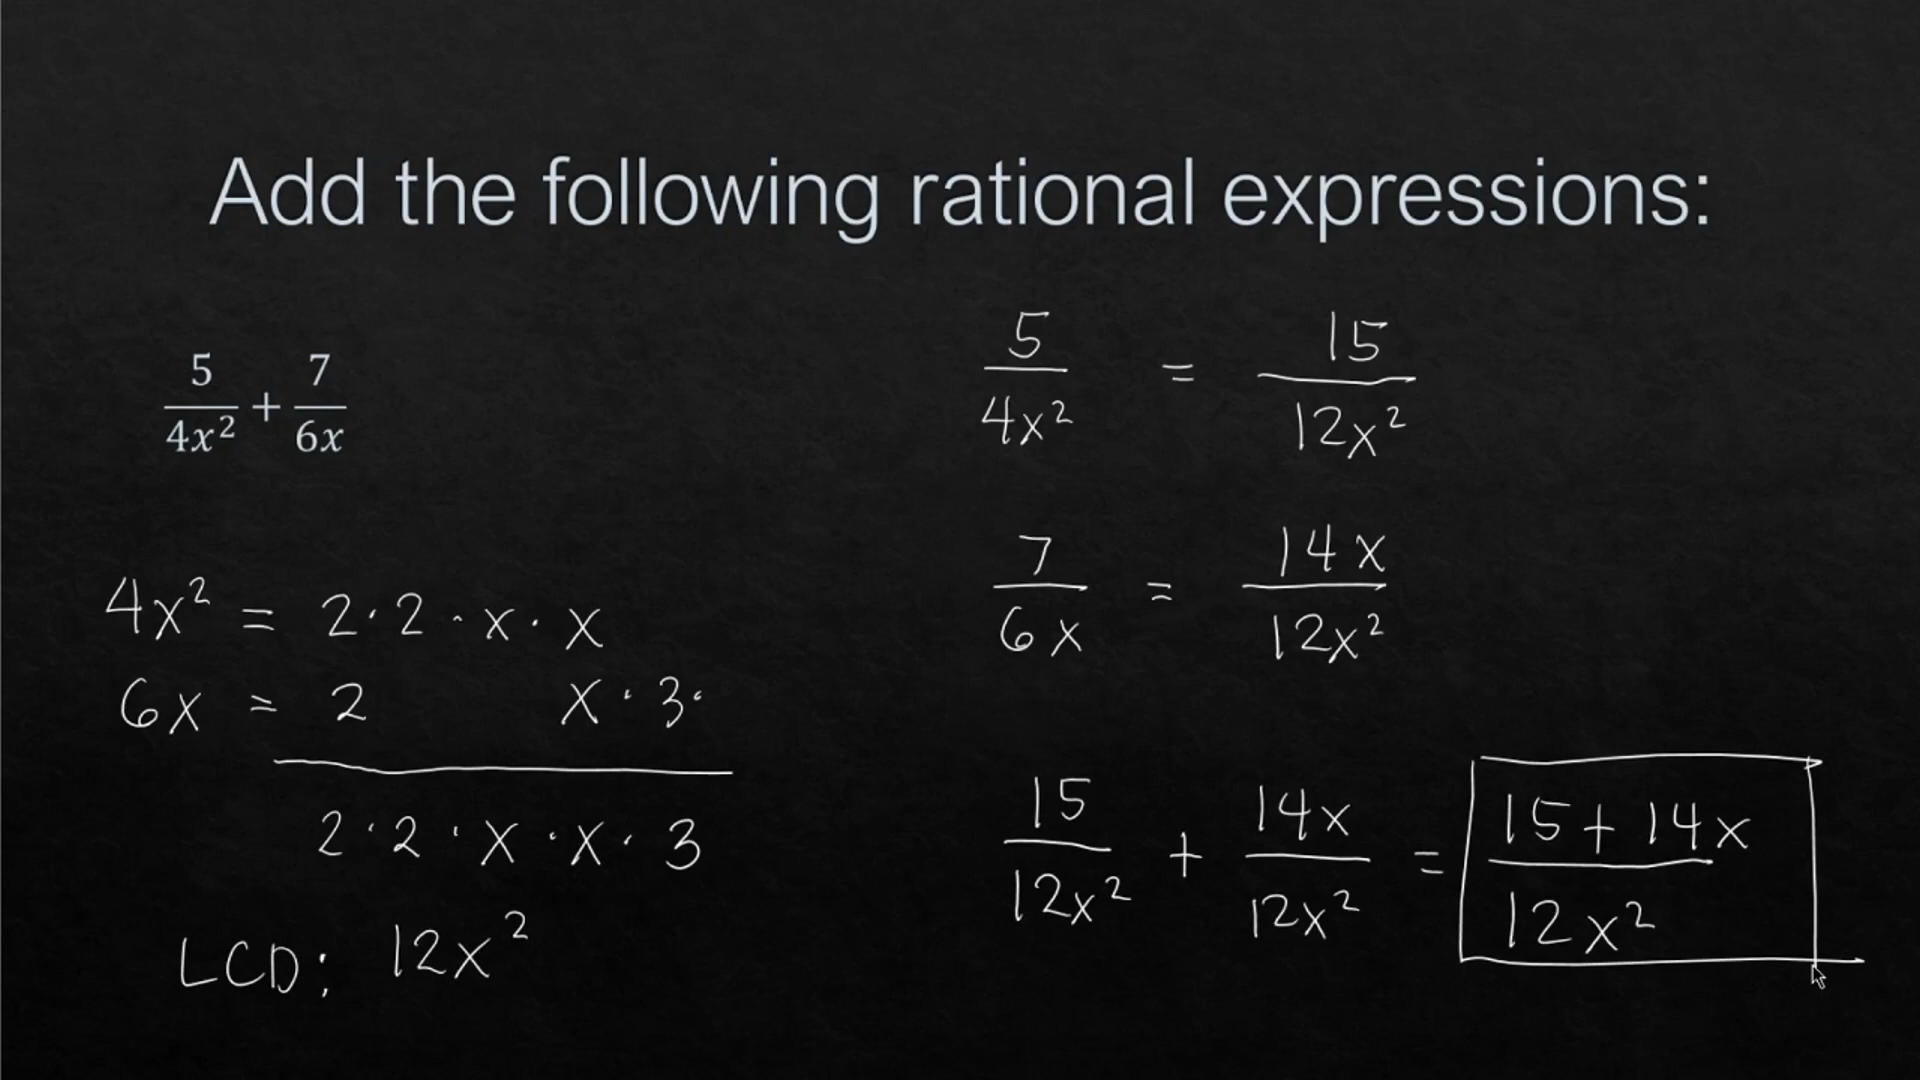 Add the following rational expressions:
5/4x² + 7/6x
4x² = 2·2·x·x
6x = 2 x·3·
2·2·x·x·3
LCD: 12x²
5/4x² = 15/12x²
7/6x = 14x/12x²
15/12x² + 14x/12x² = 15+14x/12x²